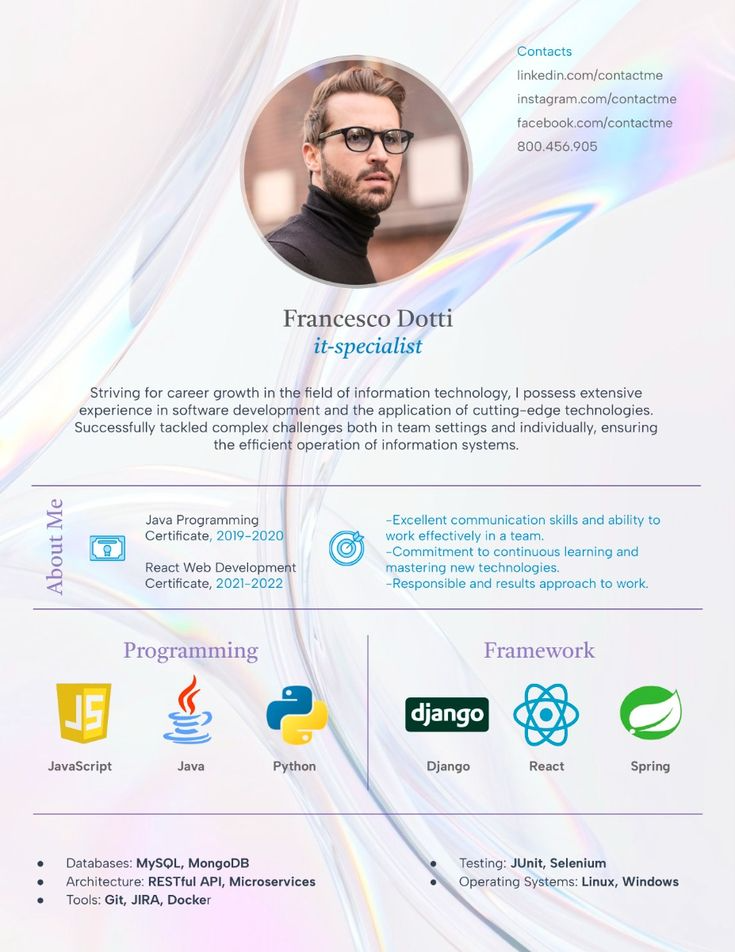 Contacts
linkedin.com/contactme
instagram.com/contactme
facebook.com/contactme
800.456.905
Francesco Dotti
it-specialist
Striving for career growth in the field of information technology, I possess extensive
experience in software development and the application of cutting-edge technologies.
Successfully tackled complex challenges both in team settings and individually, ensuring
the efficient operation of information systems.
About Me
Java Programming
Certificate, 2019-2020
React Web Development
Certificate, 2021-2022
-Excellent communication skills and ability to
work effectively in a team.
-Commitment to continuous learning and
mastering new technologies.
-Responsible and results approach to work.
Programming
JS
JavaScript
Java
Python
Framework
django
Django
React
Spring
● Databases: MySQL, MongoDB
● Architecture: RESTful API, Microservices
● Tools: Git, JIRA, Docker
● Testing: JUnit, Selenium
● Operating Systems: Linux, Windows